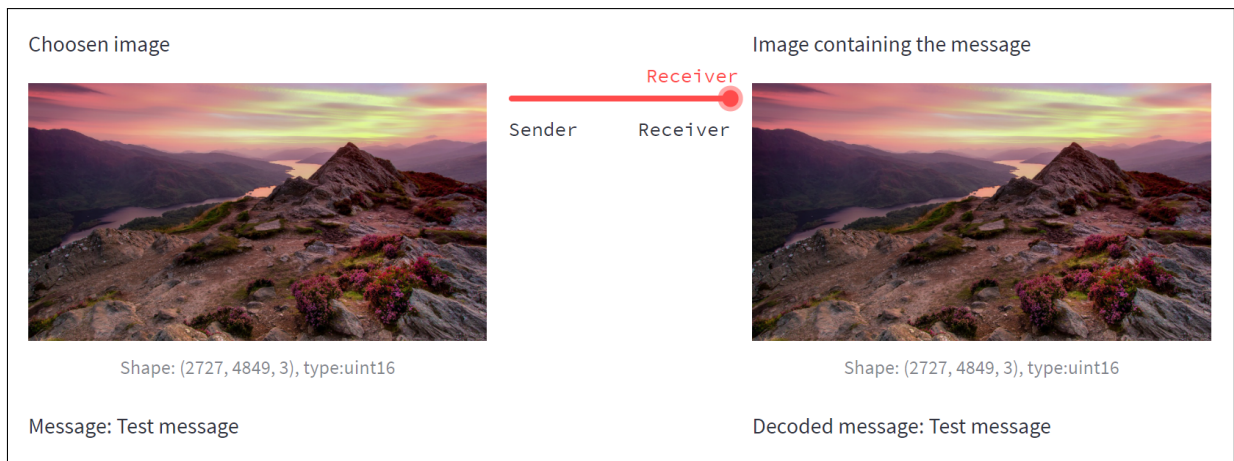 Choosen image
Image containing the message
Receiver
Sender
Receiver
Shape: (2727, 4849, 3), type:uint16
Shape: (2727, 4849, 3), type:uint16
Message: Test message
Decoded message: Test message